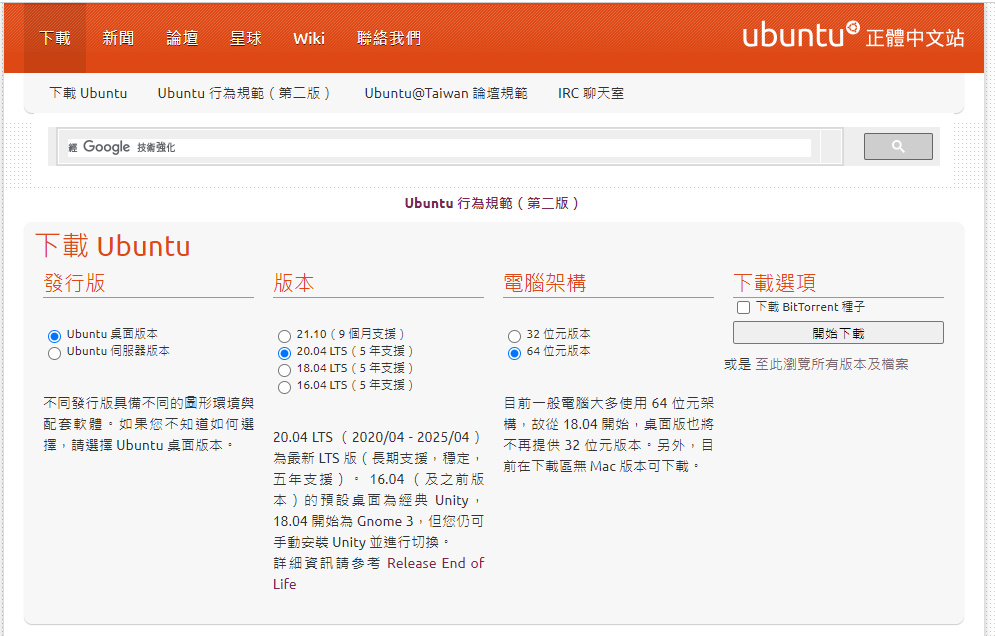 下載 新聞 論壇 星球 Wiki 聯絡我們
ubuntu 正體中文站
下載 Ubuntu Ubuntu 行為規範（第二版） Ubuntu@Taiwan 論壇規範 IRC 聊天室
經 Google 技術強化
Ubuntu 行為規範（第二版）
下載 Ubuntu
發行版
Ubuntu 桌面版本
Ubuntu 伺服器版本
不同發行版具備不同的圖形環境與
配套軟體。如果您不知道如何選
擇，請選擇 Ubuntu 桌面版本。
版本
21.10（9 個月支援）
20.04 LTS（5 年支援）
18.04 LTS（5 年支援）
16.04 LTS（5 年支援）
20.04 LTS （2020/04 - 2025/04）
為最新 LTS 版（長期支援，穩定，
五年支援）。 16.04 （及之前版
本）的預設桌面為經典 Unity，
18.04 開始為 Gnome 3，但您仍可
手動安裝 Unity 並進行切換。
詳細資訊請參考 Release End of
Life
電腦架構
32 位元版本
64 位元版本
目前一般電腦大多使用 64 位元架
構，故從 18.04 開始，桌面版也將
不再提供 32 位元版本。另外，目
前在下載區無 Mac 版本可下載。
下載選項
下載 BitTorrent 種子
開始下載
或是 至此瀏覽所有版本及檔案